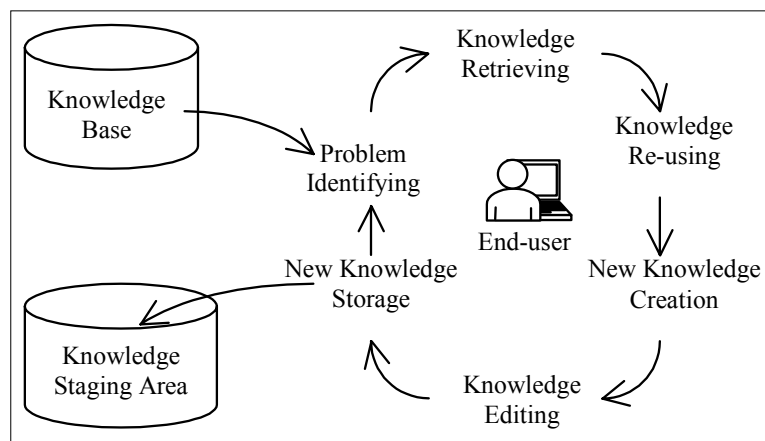 Knowledge
Base
Problem
Identifying
Knowledge
Retrieving
Knowledge
Re-using
End-user
New Knowledge
Creation
Knowledge
Editing
New Knowledge
Storage
Knowledge
Staging Area